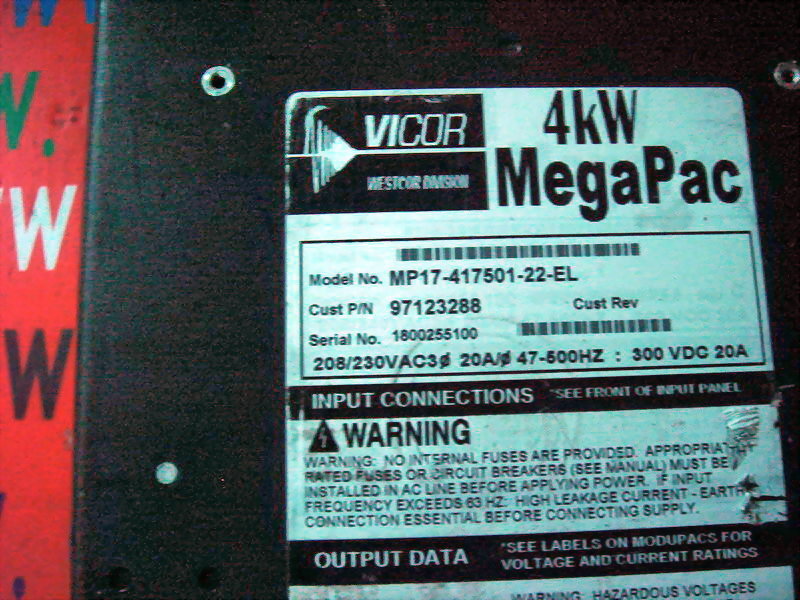 W
W.
W
W
VICOR
WESTCOR DIVISION
4kW
MegaPac
Model No. MP17-417501-22-EL
Cust P/N 97123288 Cust Rev
Serial No. 1800255100
208/230VAC3ø 20A/ø 47-500HZ : 300 VDC 20A
INPUT CONNECTIONS *SEE FRONT OF INPUT PANEL
WARNING
WARNING: NO INTERNAL FUSES ARE PROVIDED. APPROPRIATELY
RATED FUSES OR CIRCUIT BREAKERS (SEE MANUAL) MUST BE
INSTALLED IN AC LINE BEFORE APPLYING POWER. IF INPUT
FREQUENCY EXCEEDS 63 HZ: HIGH LEAKAGE CURRENT - EARTH
CONNECTION ESSENTIAL BEFORE CONNECTING SUPPLY.
OUTPUT DATA *SEE LABELS ON MODUPACS FOR
VOLTAGE AND CURRENT RATINGS
WARNING: HAZARDOUS VOLTAGES